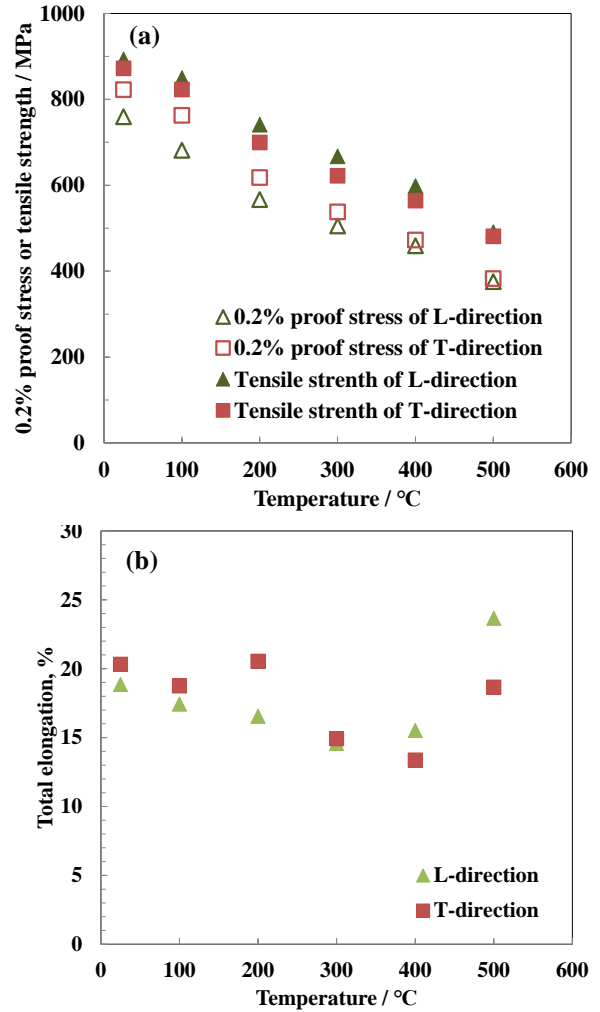 (a)
0.2% proof stress or tensile strength / MPa
1000
800
600
400
200
0
0.2% proof stress of L-direction
0.2% proof stress of T-direction
Tensile strenth of L-direction
Tensile strenth of T-direction
0 100 200 300 400 500 600
Temperature / °C
(b)
Total elongation, %
30
25
20
15
10
5
0
L-direction
T-direction
0 100 200 300 400 500 600
Temperature / °C